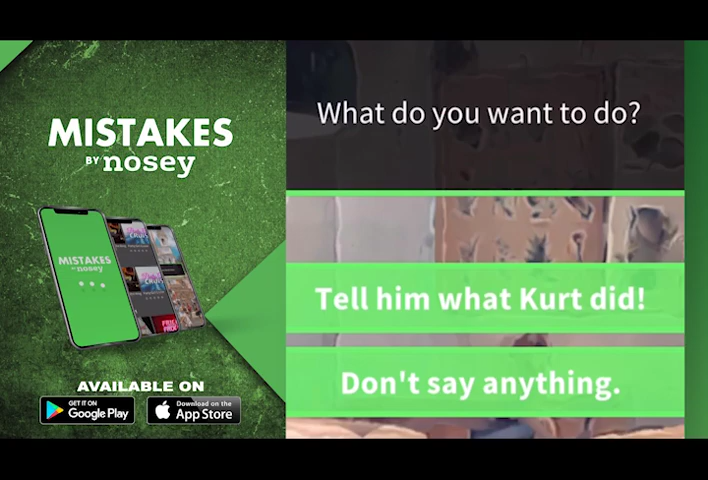 MISTAKES
BY nosey
MISTAKES
BY nosey
AVAILABLE ON
GET IT ON
Google Play
Download on the
App Store
What do you want to do?
Tell him what Kurt did!
Don't say anything.